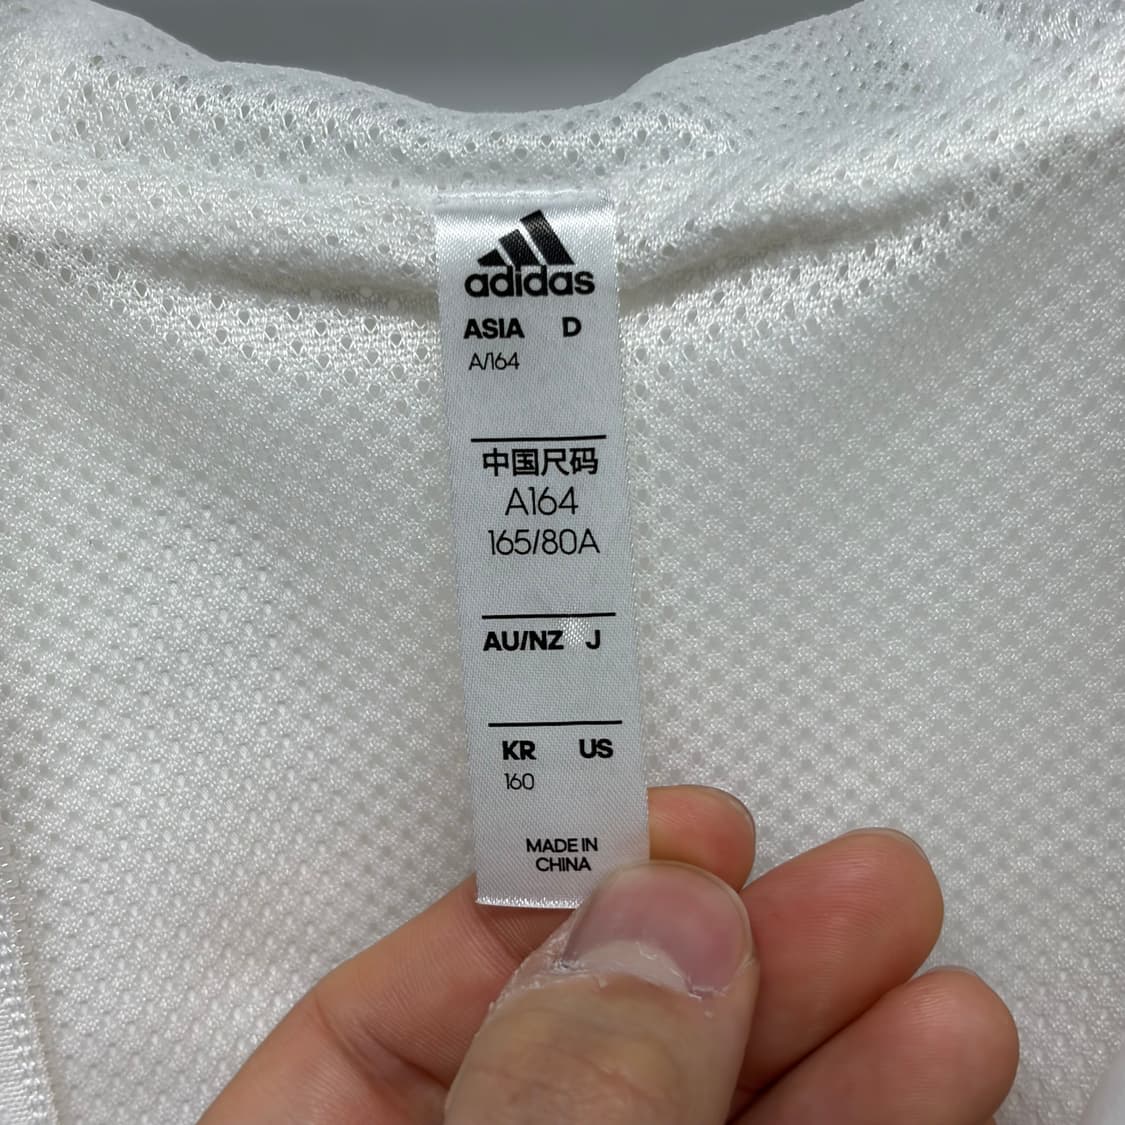 adidas
ASIA D
A/164
中国尺码
A164
165/80A
AU/NZ J
KR US
160
MADE IN
CHINA